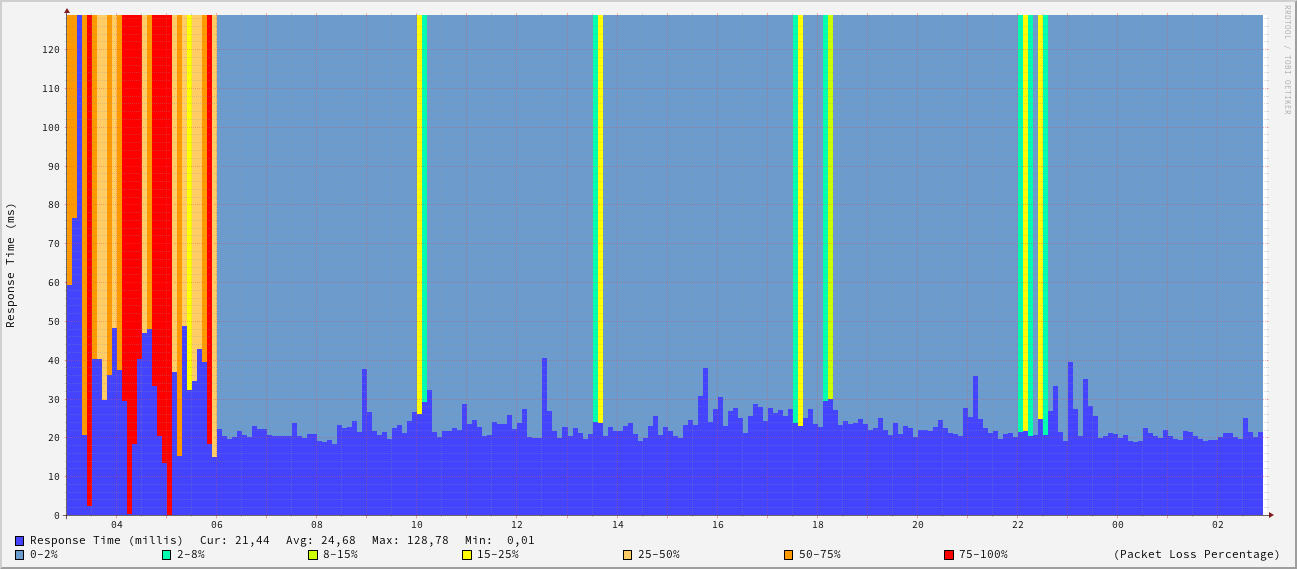 RRDTOOL / TOBI OETIKER
Response Time (ms)
120
110
100
90
80
70
60
50
40
30
20
10
0
04 06 08 10 12 14 16 18 20 22 00 02
Response Time (millis) Cur: 21,44 Avg: 24,68 Max: 128,78 Min: 0,01
0-2% 2-8% 8-15% 15-25% 25-50% 50-75% 75-100% (Packet Loss Percentage)